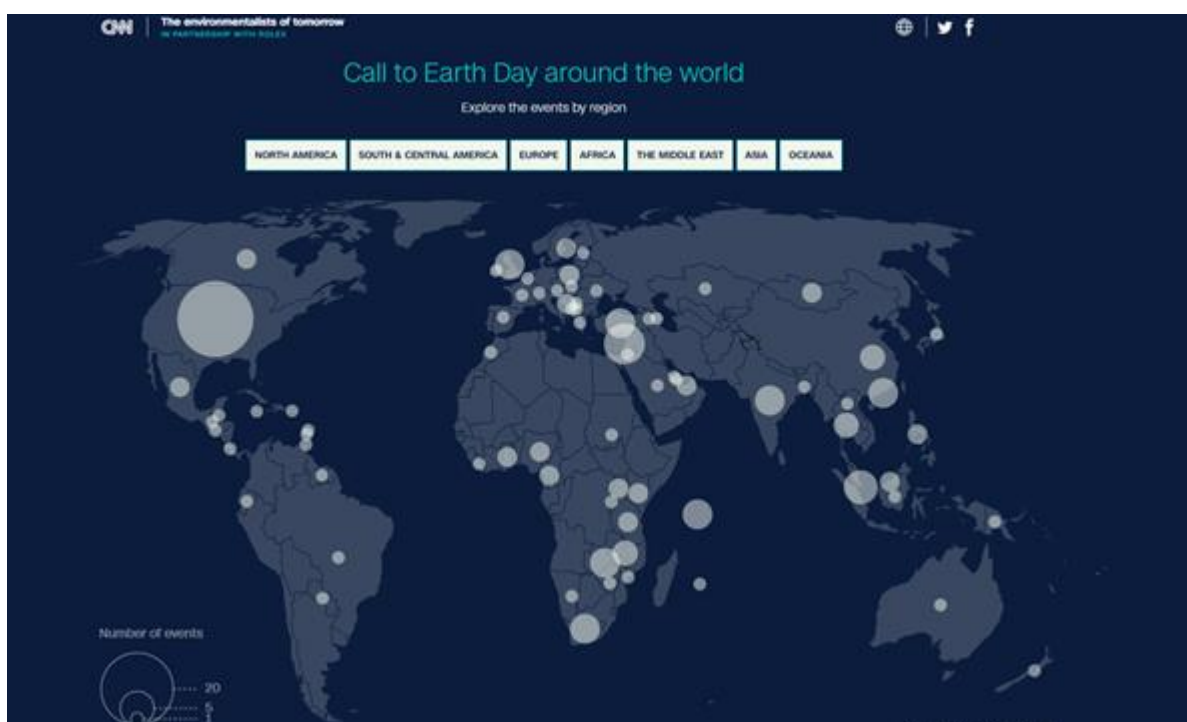 CNN
The environmentalists of tomorrow
IN PARTNERSHIP WITH ROLEX
Call to Earth Day around the world
Explore the events by region
NORTH AMERICA
SOUTH & CENTRAL AMERICA
EUROPE
AFRICA
THE MIDDLE EAST
ASIA
OCEANIA
Number of events
20
5